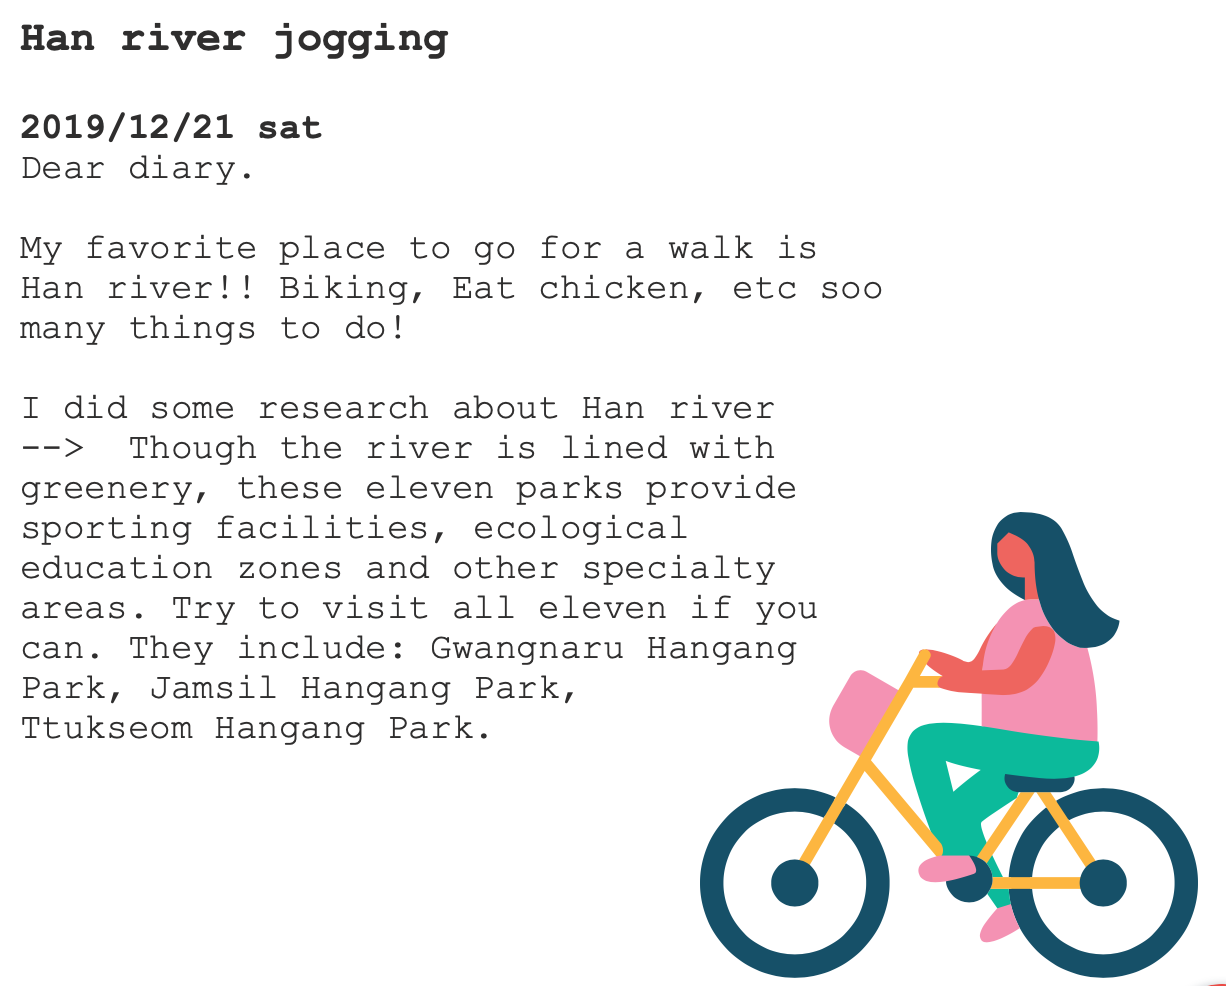 Han river jogging
2019/12/21 sat
Dear diary.
My favorite place to go for a walk is
Han river!! Biking, Eat chicken, etc soo
many things to do!
I did some research about Han river
-->  Though the river is lined with
greenery, these eleven parks provide
sporting facilities, ecological
education zones and other specialty
areas. Try to visit all eleven if you
can. They include: Gwangnaru Hangang
Park, Jamsil Hangang Park,
Ttukseom Hangang Park.